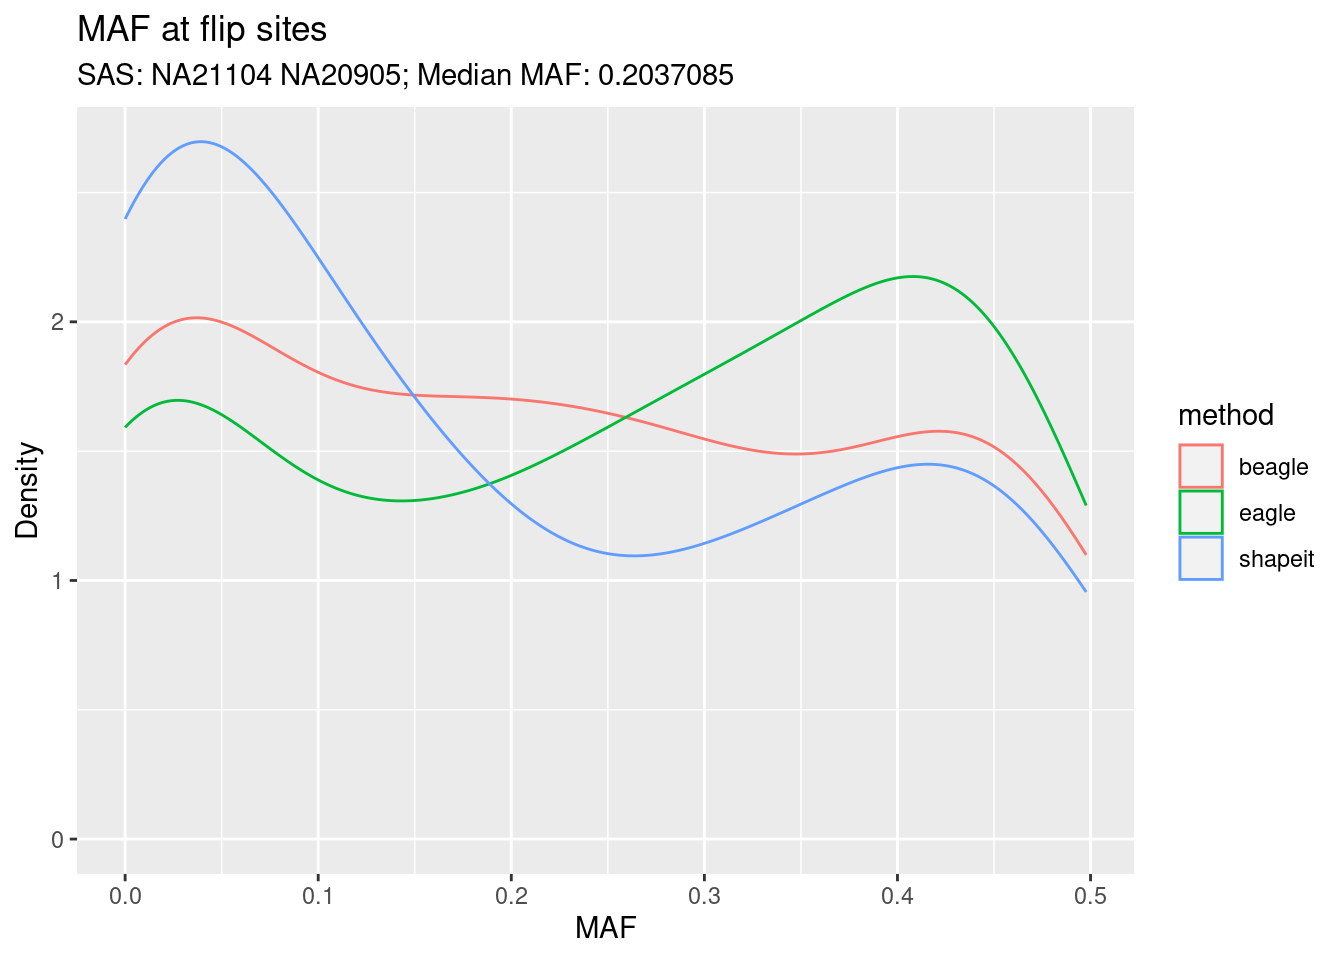 MAF at flip sites
SAS: NA21104 NA20905; Median MAF: 0.2037085
Density
2
1
0
0.0 0.1 0.2 0.3 0.4 0.5
MAF
method
beagle
eagle
shapeit